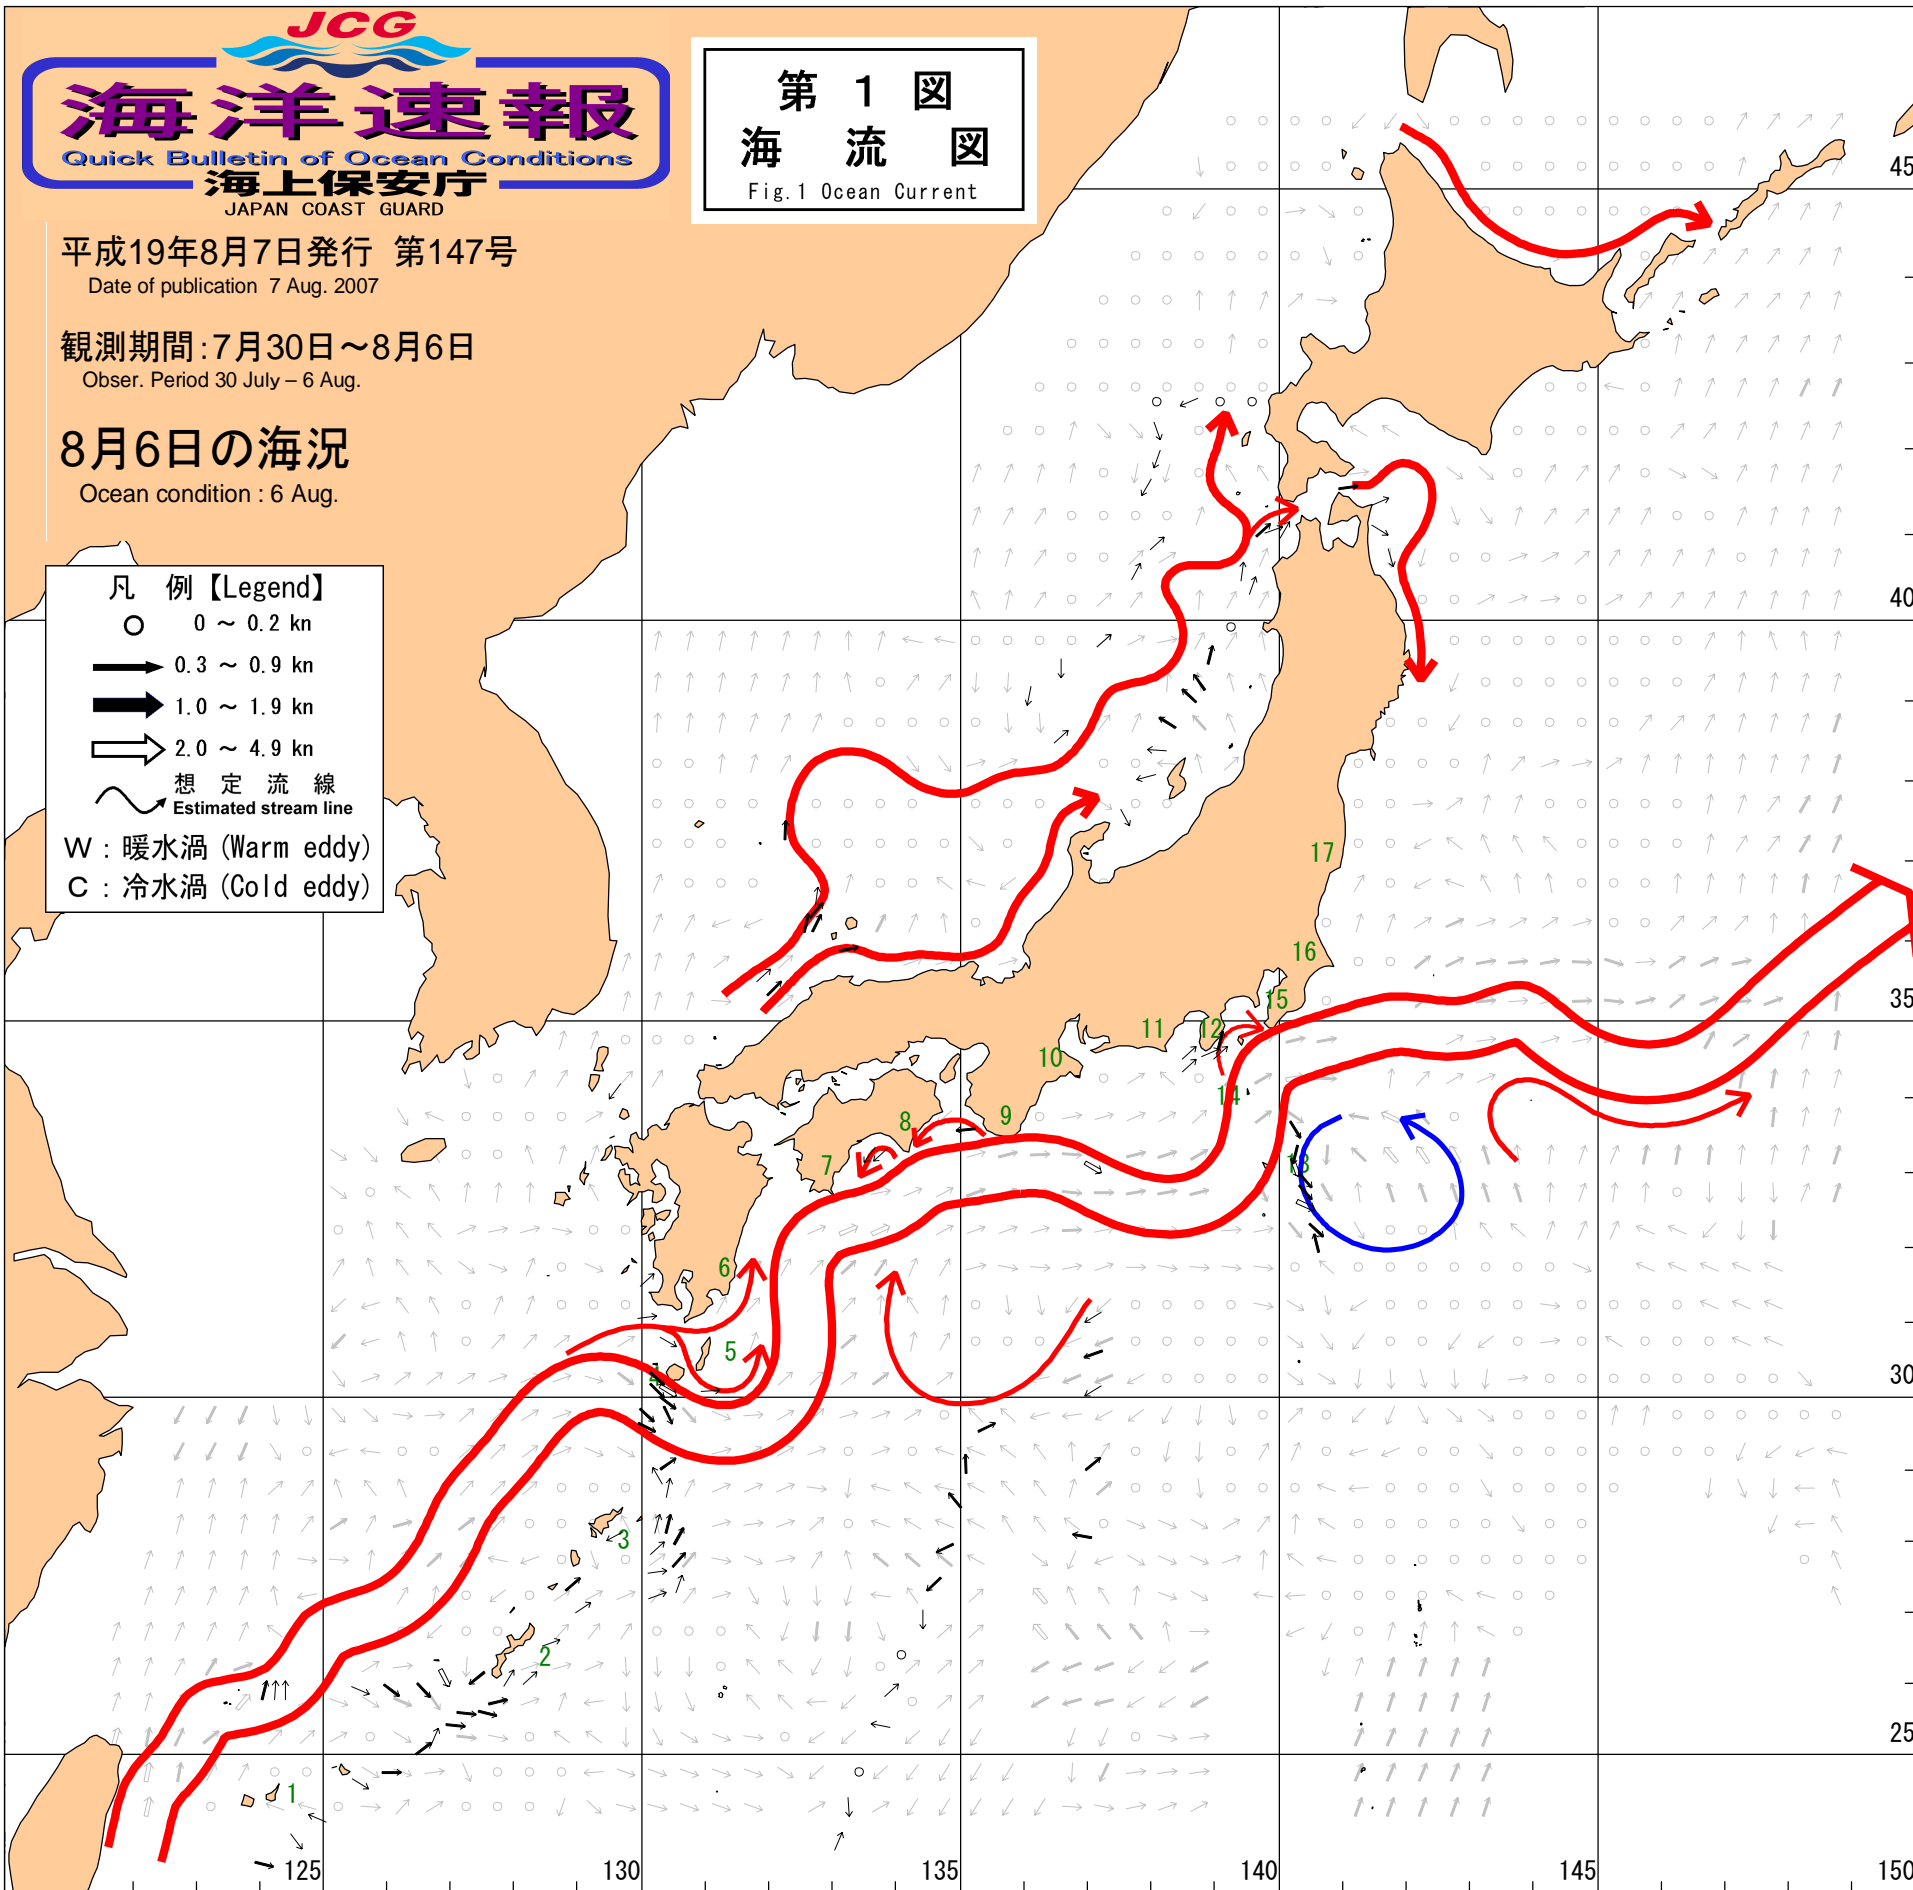 JCG
海洋速報
Quick Bulletin of Ocean Conditions
海上保安庁
JAPAN COAST GUARD
第 1 図
海 流 図
Fig.1 Ocean Current
平成19年8月7日発行 第147号
Date of publication 7 Aug. 2007
観測期間:7月30日～8月6日
Obser. Period 30 July – 6 Aug.
8月6日の海況
Ocean condition : 6 Aug.
凡 例【Legend】
0 ～ 0.2 kn
0.3 ～ 0.9 kn
1.0 ～ 1.9 kn
2.0 ～ 4.9 kn
想 定 流 線
Estimated stream line
W : 暖水渦 (Warm eddy)
C : 冷水渦 (Cold eddy)
45
40
17
16
35
15
12
11
10
14
9
8
7
13
6
5
4
30
3
2
25
1
125
130
135
140
145
150